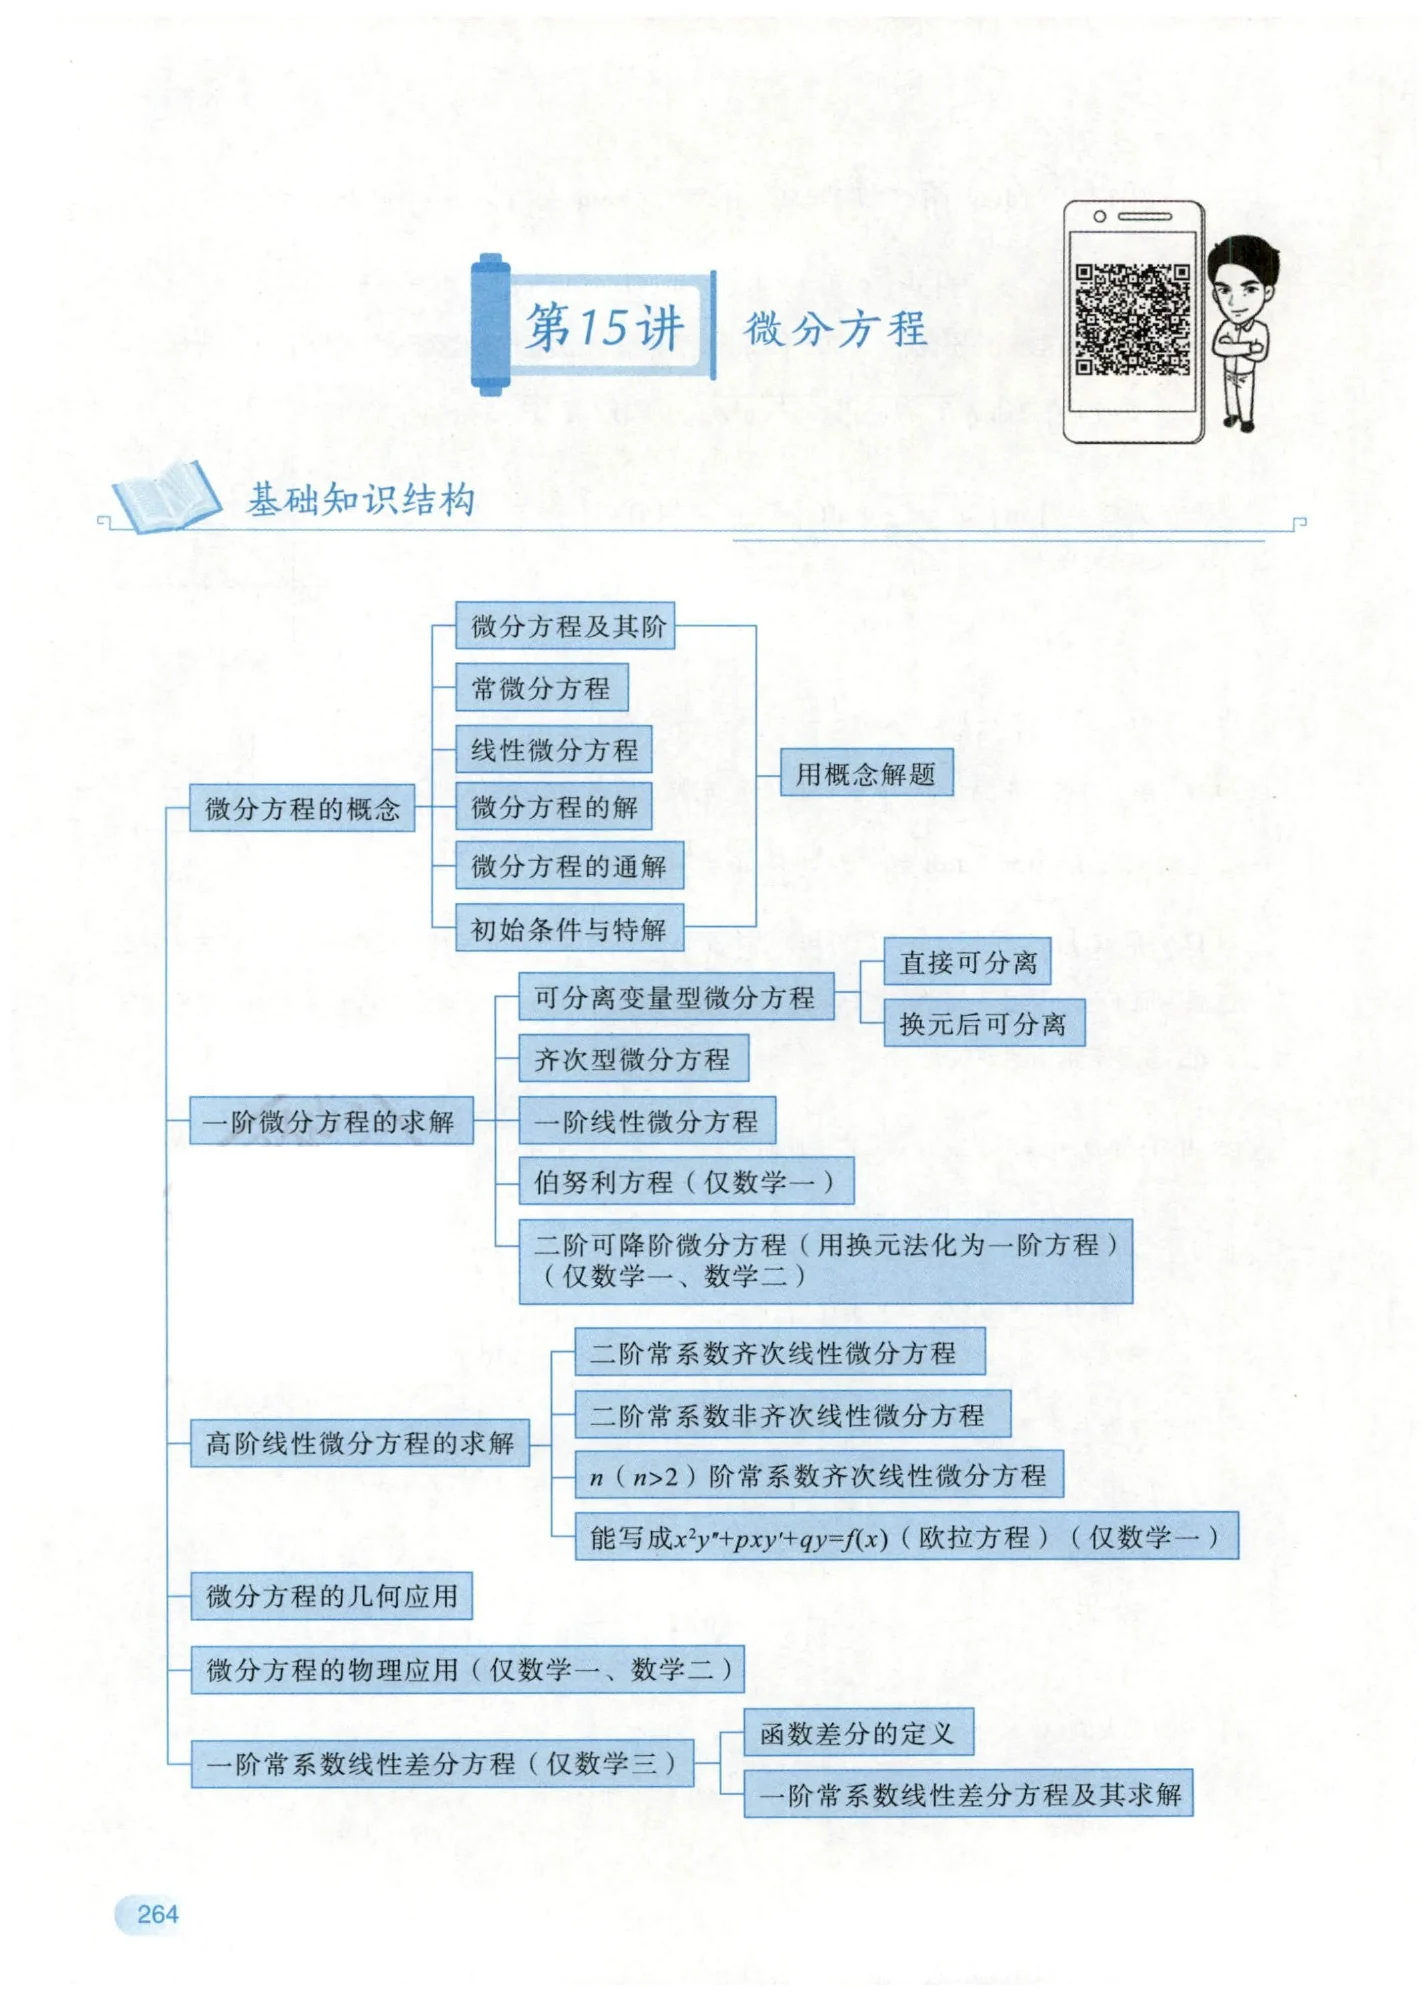 第15讲 微分方程
基础知识结构
微分方程及其阶
常微分方程
线性微分方程
用概念解题
微分方程的概念
微分方程的解
微分方程的通解
初始条件与特解
直接可分离
可分离变量型微分方程
换元后可分离
齐次型微分方程
一阶微分方程的求解
一阶线性微分方程
伯努利方程（仅数学一）
二阶可降阶微分方程（用换元法化为一阶方程）
（仅数学一、数学二）
二阶常系数齐次线性微分方程
二阶常系数非齐次线性微分方程
高阶线性微分方程的求解
n（n>2）阶常系数齐次线性微分方程
能写成x²y″+pxy′+qy=f(x)（欧拉方程）（仅数学一）
微分方程的几何应用
微分方程的物理应用（仅数学一、数学二）
函数差分的定义
一阶常系数线性差分方程（仅数学三）
一阶常系数线性差分方程及其求解
264